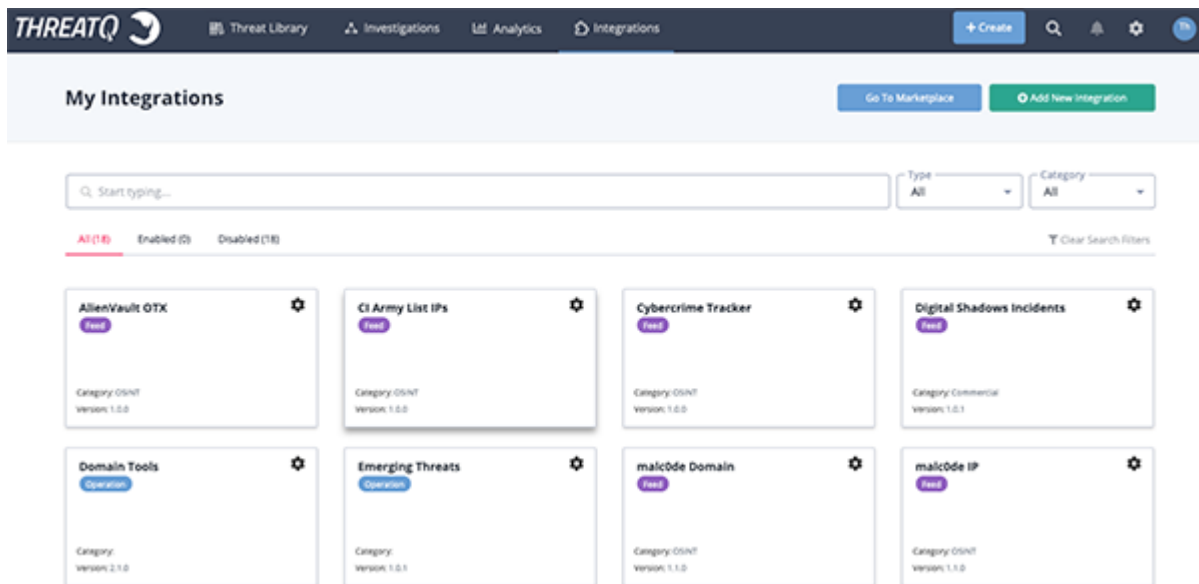 THREATQ Threat Library Investigations Analytics Integrations + Create Th
My Integrations Go To Marketplace Add New Integration
Type Category
Start typing... All All
All (18) Enabled (0) Disabled (18) Clear Search Filters
AlienVault OTX CI Army List IPs Cybercrime Tracker Digital Shadows Incidents
Feed Feed Feed Feed
Category: OSINT Category: OSINT Category: OSINT Category: Commercial
Version: 1.0.0 Version: 1.0.0 Version: 1.0.0 Version: 1.0.1
Domain Tools Emerging Threats malc0de Domain malc0de IP
Operation Operation Feed Feed
Category: Category: Category: OSINT Category: OSINT
Version: 2.1.0 Version: 1.0.1 Version: 1.1.0 Version: 1.1.0